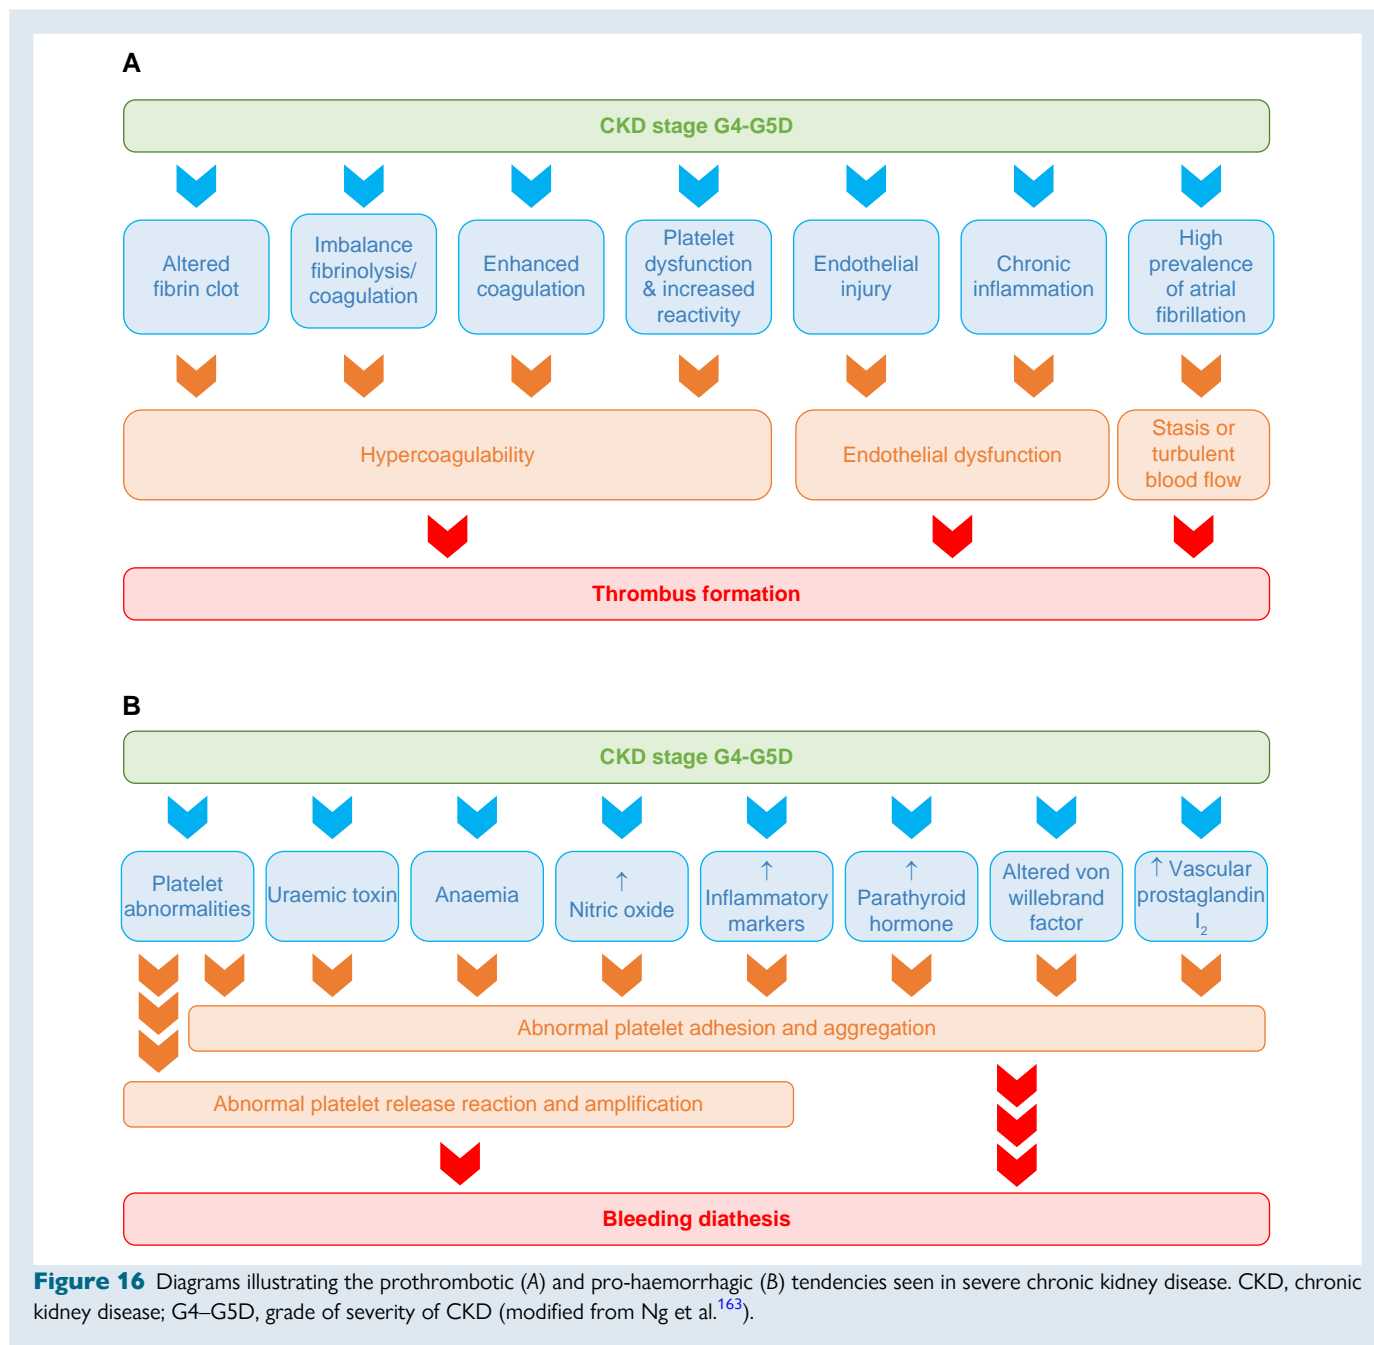 A
CKD stage G4-G5D
Altered
fibrin clot
Imbalance
fibrinolysis/
coagulation
Enhanced
coagulation
Platelet
dysfunction
& increased
reactivity
Endothelial
injury
Chronic
inflammation
High
prevalence
of atrial
fibrillation
Hypercoagulability
Endothelial dysfunction
Stasis or
turbulent
blood flow
Thrombus formation
B
CKD stage G4-G5D
Platelet
abnormalities
Uraemic toxin
Anaemia
↑
Nitric oxide
↑
Inflammatory
markers
↑
Parathyroid
hormone
Altered von
willebrand
factor
↑ Vascular
prostaglandin
I₂
Abnormal platelet adhesion and aggregation
Abnormal platelet release reaction and amplification
Bleeding diathesis
Figure 16 Diagrams illustrating the prothrombotic (A) and pro-haemorrhagic (B) tendencies seen in severe chronic kidney disease. CKD, chronic
kidney disease; G4–G5D, grade of severity of CKD (modified from Ng et al.¹⁶³).